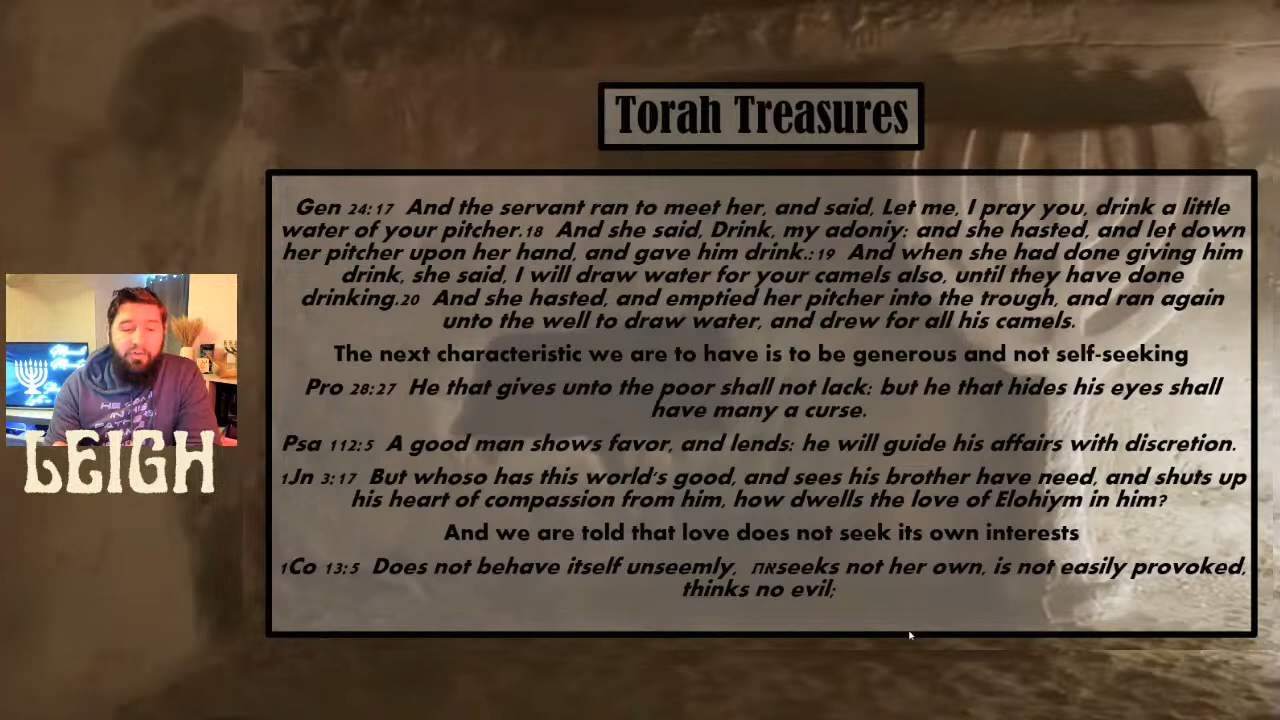 Torah Treasures
Gen 24:17 And the servant ran to meet her, and said, Let me, I pray you, drink a little
water of your pitcher.18 And she said, Drink, my adoniy: and she hasted, and let down
her pitcher upon her hand, and gave him drink.:19 And when she had done giving him
drink, she said, I will draw water for your camels also, until they have done
drinking.20 And she hasted, and emptied her pitcher into the trough, and ran again
unto the well to draw water, and drew for all his camels.
The next characteristic we are to have is to be generous and not self-seeking
Pro 28:27 He that gives unto the poor shall not lack: but he that hides his eyes shall
have many a curse.
Psa 112:5 A good man shows favor, and lends: he will guide his affairs with discretion.
1Jn 3:17 But whoso has this world's good, and sees his brother have need, and shuts up
his heart of compassion from him, how dwells the love of Elohiym in him?
And we are told that love does not seek its own interests
1Co 13:5 Does not behave itself unseemly, את seeks not her own, is not easily provoked,
thinks no evil;
HE
IN HIS
LEIGH